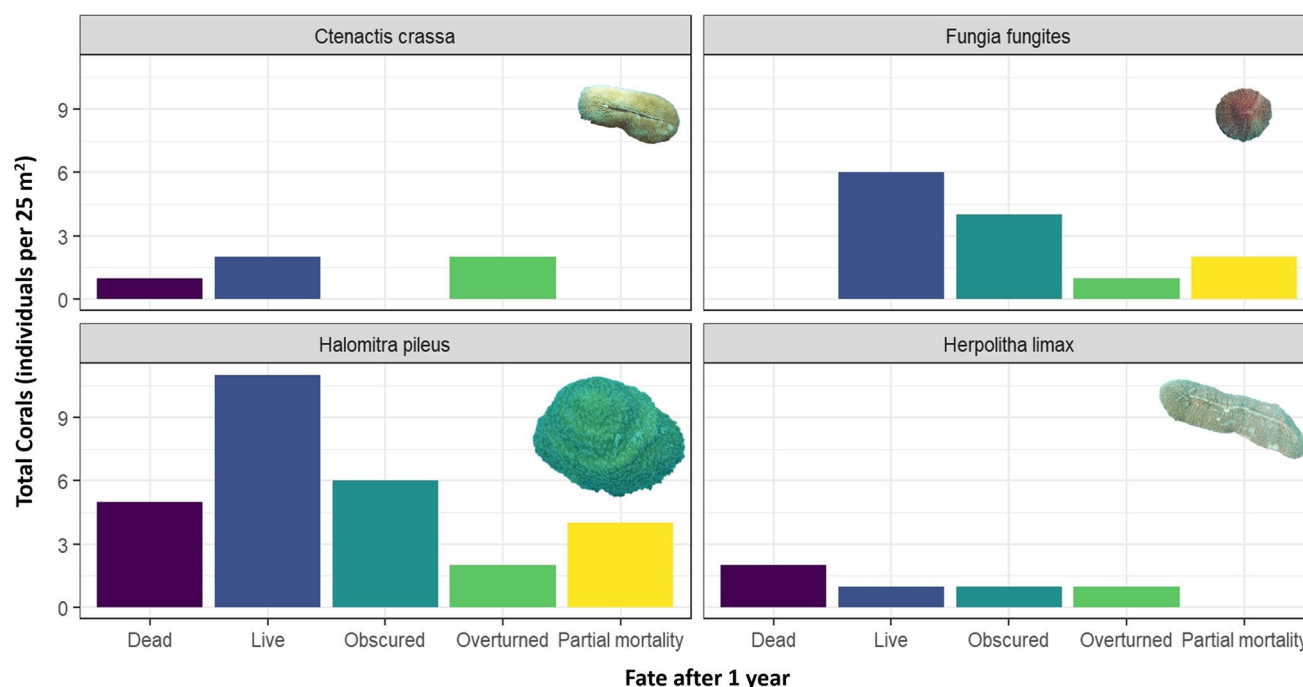 Ctenactis crassa
Fungia fungites
9
6
3
0
Halomitra pileus
Herpolitha limax
9
6
3
0
Total Corals (individuals per 25 m²)
Dead Live Obscured Overturned Partial mortality
Dead Live Obscured Overturned Partial mortality
Fate after 1 year